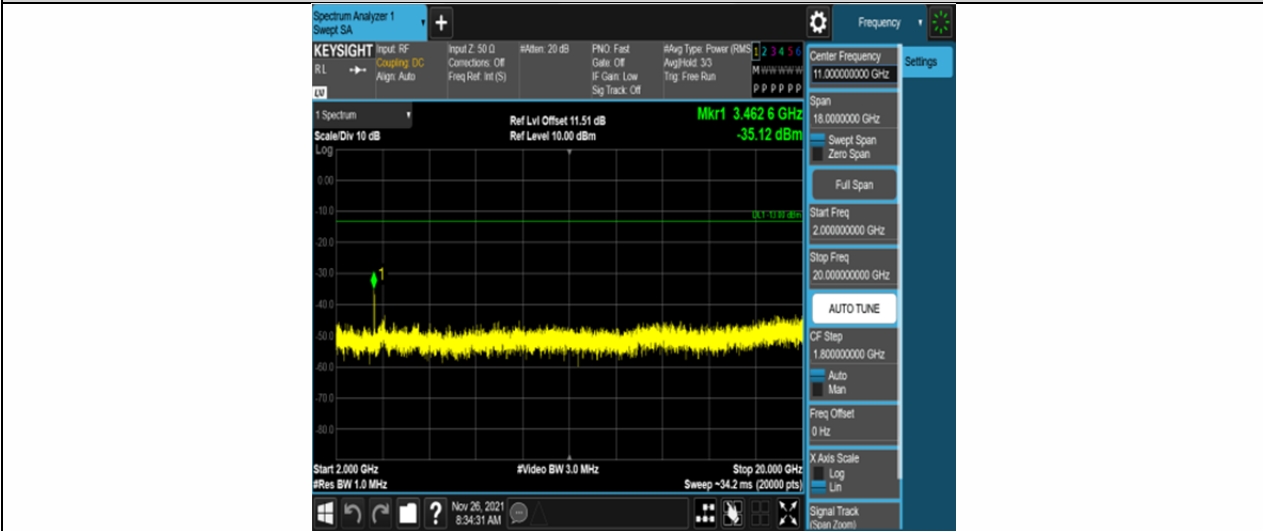 Spectrum Analyzer 1
Swept SA
+
Frequency
KEYSIGHT
RL
LV
Input: RF
Coupling: DC
Align: Auto
Input Z: 50 Ω
Corrections: Off
Freq Ref: Int (S)
#Atten: 20 dB
PNO: Fast
Gate: Off
IF Gain: Low
Sig Track: Off
#Avg Type: Power (RMS
Avg|Hold: 3/3
Trig: Free Run
1 2 3 4 5 6
M W W W W W
P P P P P P
1 Spectrum
Scale/Div 10 dB
Log
Ref Lvl Offset 11.51 dB
Ref Level 10.00 dBm
Mkr1 3.462 6 GHz
-35.12 dBm
0.00
-10.0
DL1 -13.00 dBm
-20.0
-30.0
1
-40.0
-50.0
-60.0
-70.0
-80.0
Start 2.000 GHz
#Res BW 1.0 MHz
#Video BW 3.0 MHz
Stop 20.000 GHz
Sweep ~34.2 ms (20000 pts)
Center Frequency
11.000000000 GHz
Settings
Span
18.0000000 GHz
Swept Span
Zero Span
Full Span
Start Freq
2.000000000 GHz
Stop Freq
20.000000000 GHz
AUTO TUNE
CF Step
1.800000000 GHz
Auto
Man
Freq Offset
0 Hz
X Axis Scale
Log
Lin
Signal Track
(Span Zoom)
?
Nov 26, 2021
8:34:31 AM